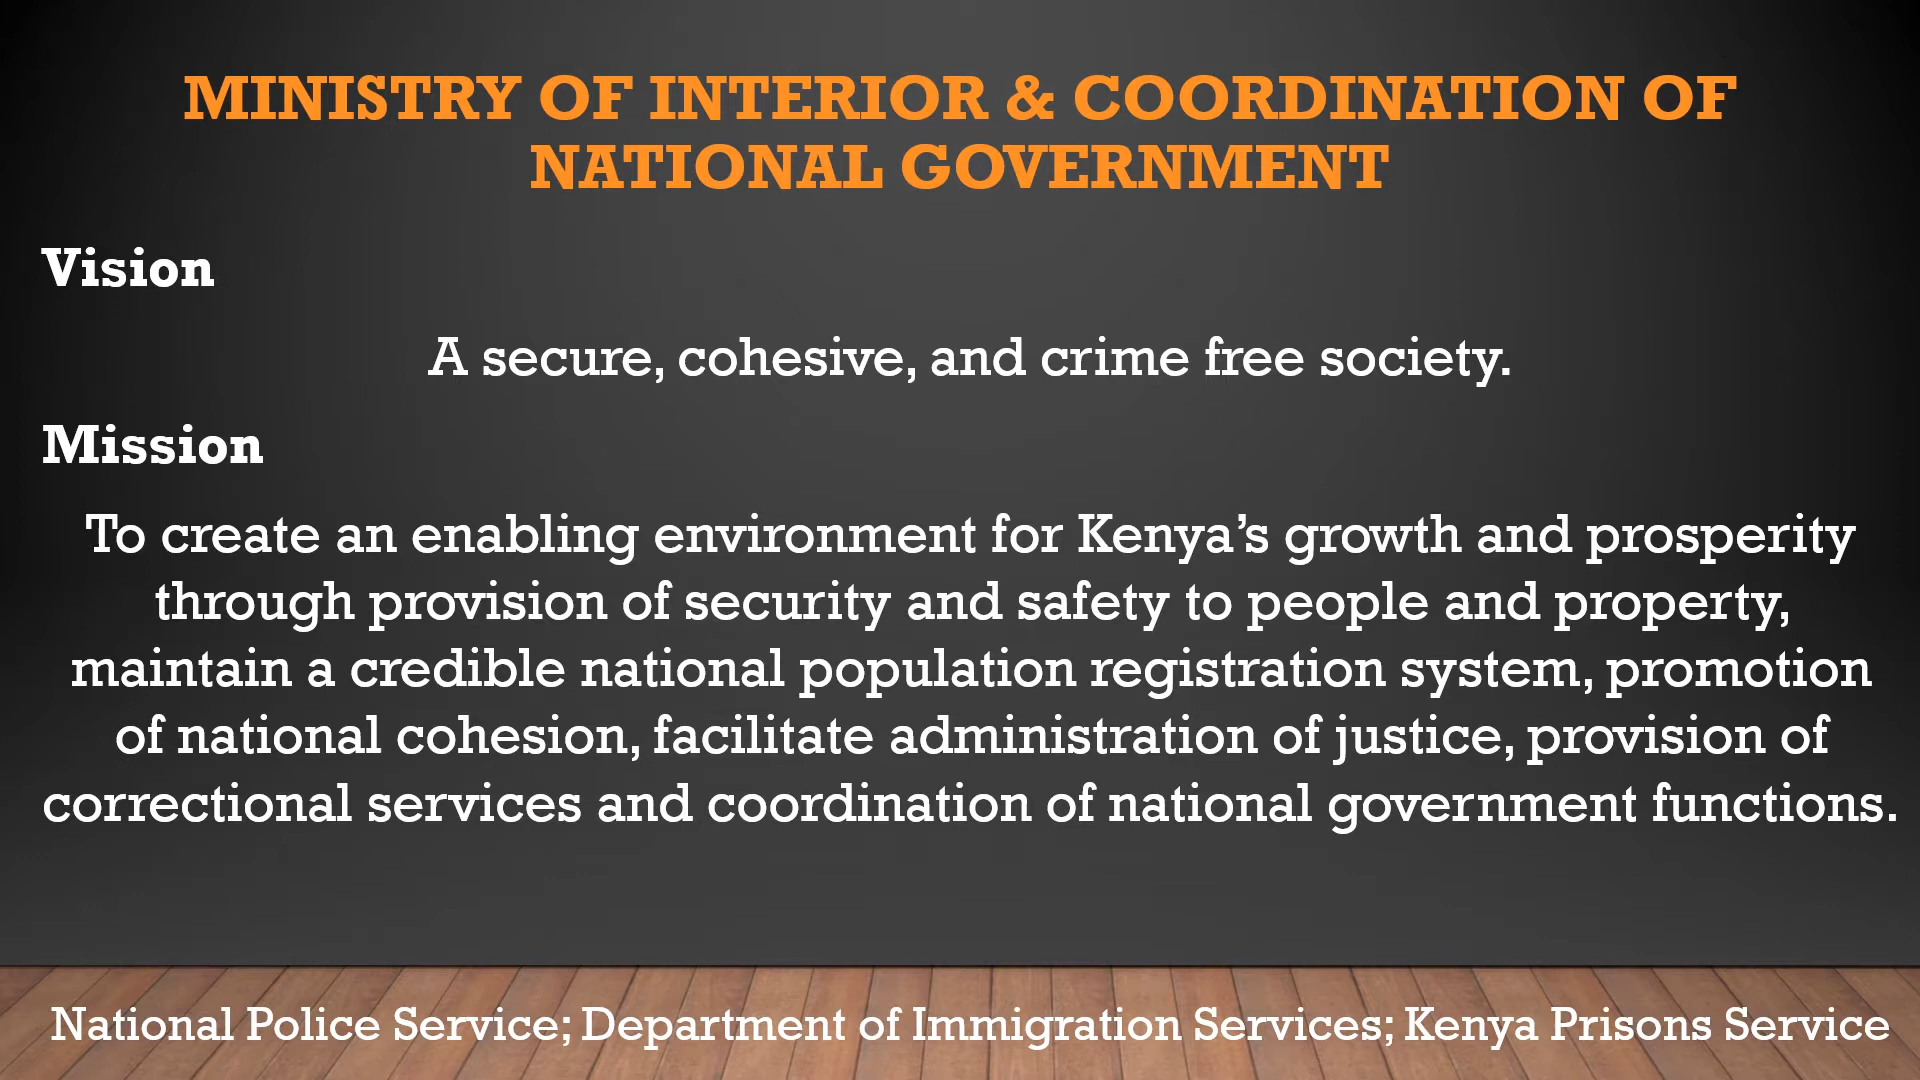 MINISTRY OF INTERIOR & COORDINATION OF
NATIONAL GOVERNMENT
Vision
A secure, cohesive, and crime free society.
Mission
To create an enabling environment for Kenya’s growth and prosperity
through provision of security and safety to people and property,
maintain a credible national population registration system, promotion
of national cohesion, facilitate administration of justice, provision of
correctional services and coordination of national government functions.
National Police Service; Department of Immigration Services; Kenya Prisons Service